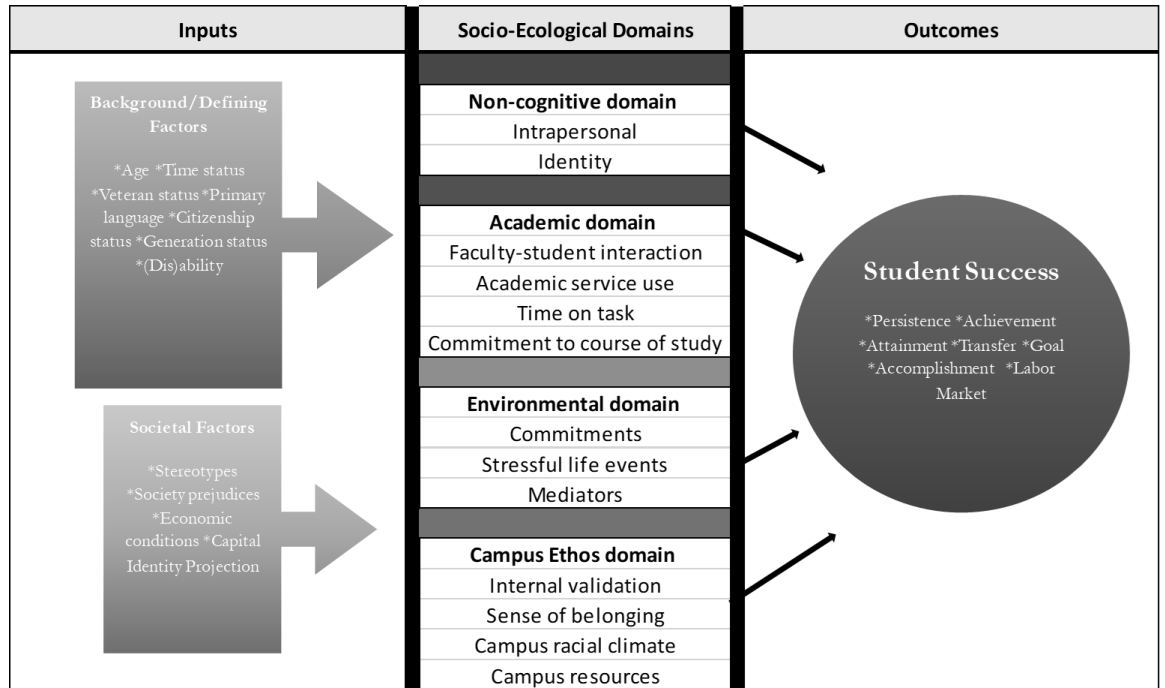 Inputs
Socio-Ecological Domains
Outcomes
Background/Defining
Factors
*Age *Time status
*Veteran status *Primary
language *Citizenship
status *Generation status
*(Dis)ability
Societal Factors
*Stereotypes
*Society prejudices
*Economic
conditions *Capital
Identity Projection
Non-cognitive domain
Intrapersonal
Identity
Academic domain
Faculty-student interaction
Academic service use
Time on task
Commitment to course of study
Environmental domain
Commitments
Stressful life events
Mediators
Campus Ethos domain
Internal validation
Sense of belonging
Campus racial climate
Campus resources
Student Success
*Persistence *Achievement
*Attainment *Transfer *Goal
*Accomplishment *Labor
Market